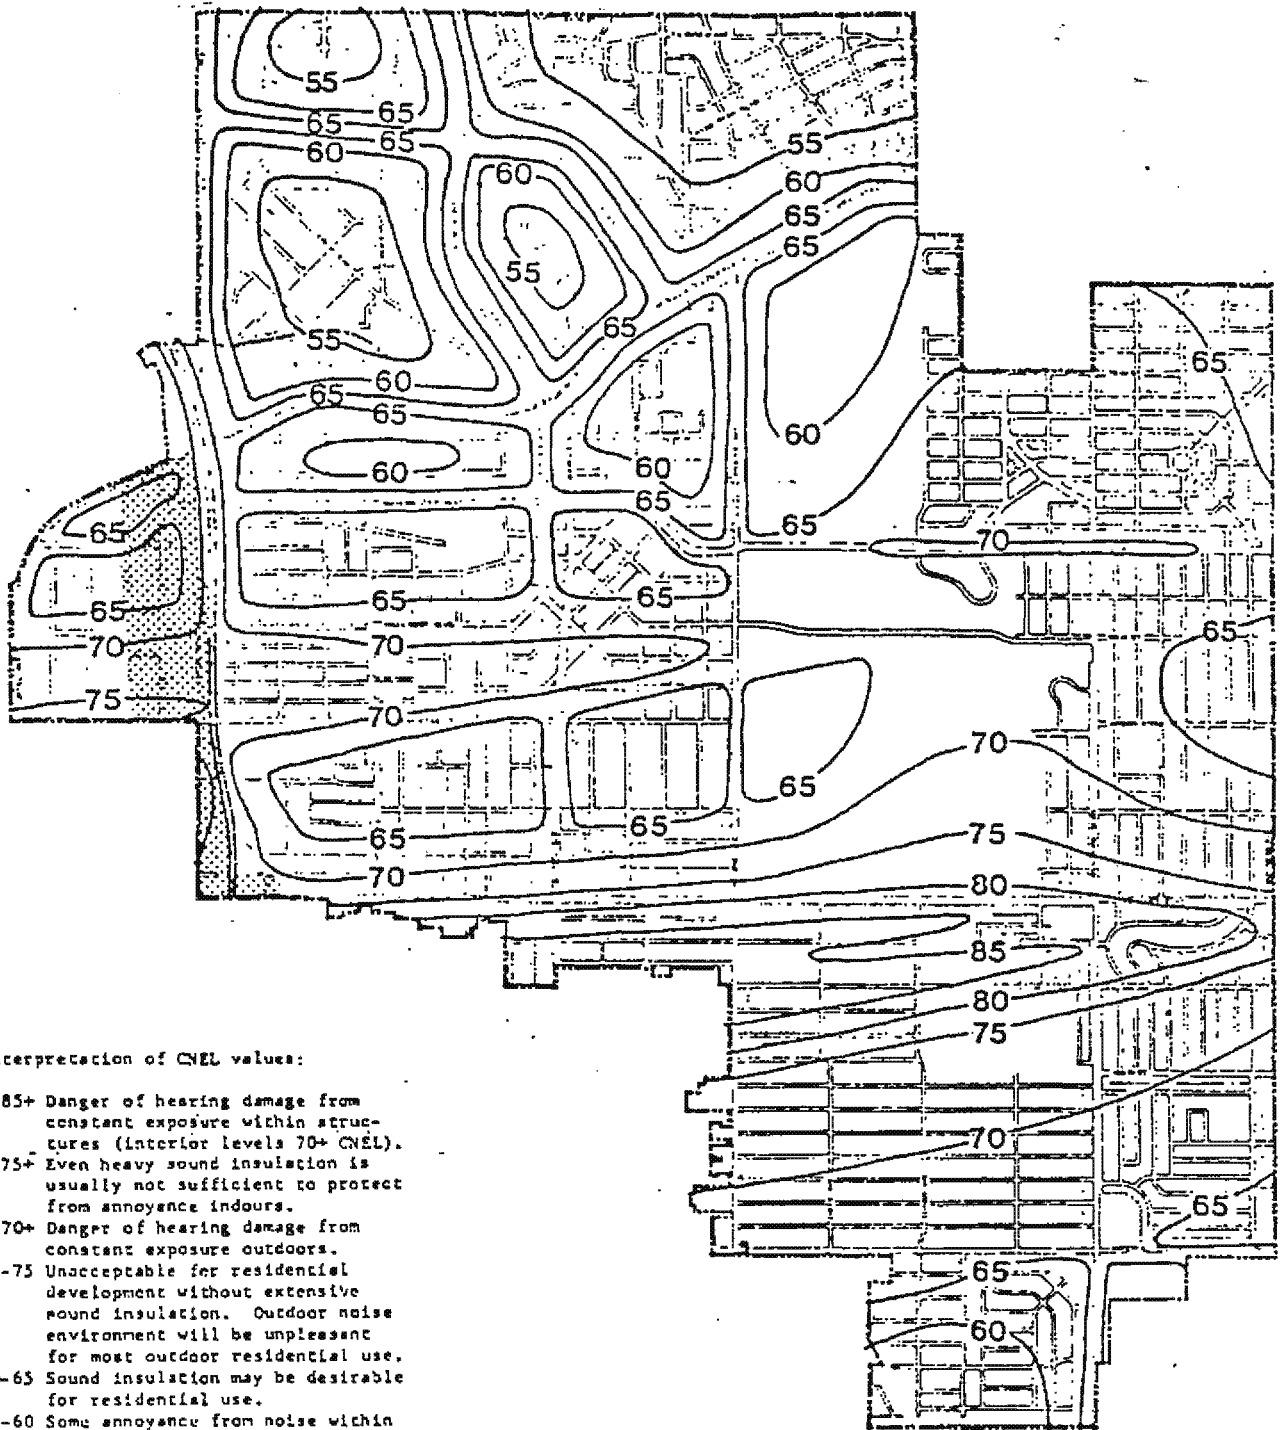 55
65
65
65
60
60
55
60
65
65
55
55
65
60
65
65
65
60
60
60
65
65
65
70
65
65
65
65
70
70
65
75
70
70
65
65
65
75
70
80
85
80
75
70
65
65
60
terpretation of CNEL values:
85+ Danger of hearing damage from
constant exposure within struc-
tures (interior levels 70+ CNEL).
75+ Even heavy sound insulation is
usually not sufficient to protect
from annoyance indours.
70+ Danger of hearing damage from
constant exposure outdoors.
-75 Unacceptable for residential
development without extensive
sound insulation. Outdoor noise
environment will be unpleasant
for most outdoor residential use.
-65 Sound insulation may be desirable
for residential use.
-60 Some annoyance from noise within